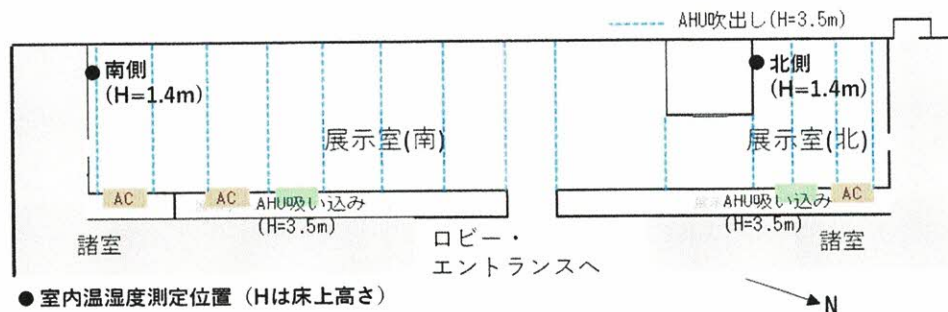 AHU吹出し(H=3.5m)
南側
(H=1.4m)
北側
(H=1.4m)
展示室(南)
展示室(北)
AC
AC
AHU吸い込み
(H=3.5m)
AHU吸い込み
(H=3.5m)
AC
諸室
ロビー・
エントランスへ
諸室
室内温湿度測定位置（Hは床上高さ）
N